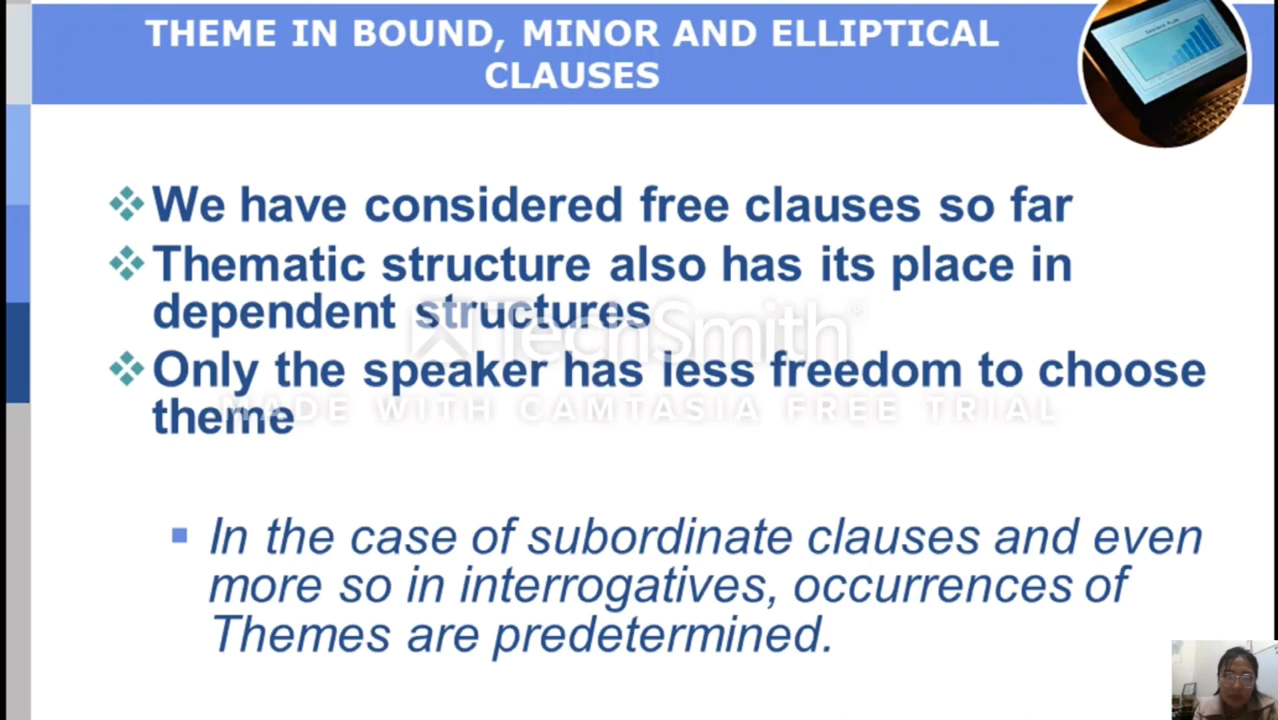 THEME IN BOUND, MINOR AND ELLIPTICAL
CLAUSES
We have considered free clauses so far
Thematic structure also has its place in
dependent structures
Only the speaker has less freedom to choose
theme
TechSmith®
MADE WITH CAMTASIA FREE TRIAL
In the case of subordinate clauses and even
more so in interrogatives, occurrences of
Themes are predetermined.